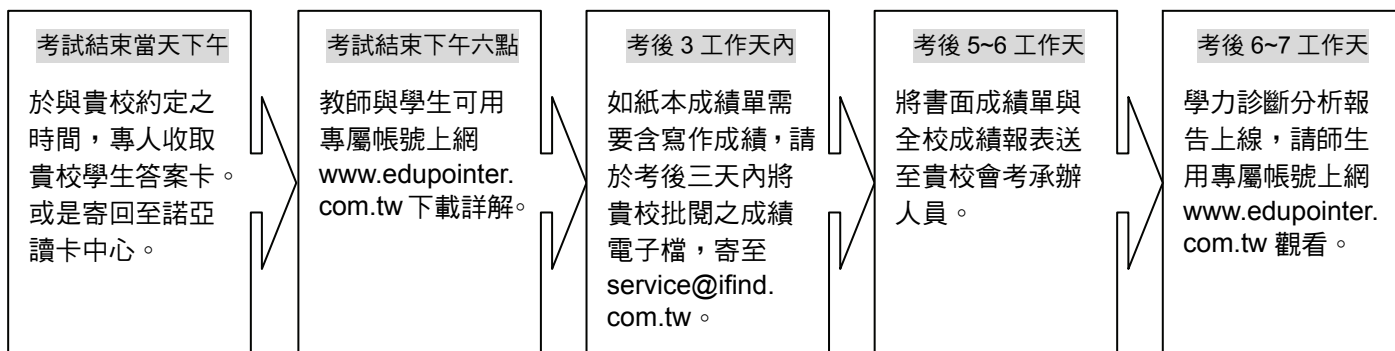 考試結束當天下午
於與貴校約定之
時間，專人收取
貴校學生答案卡。
或是寄回至諾亞
讀卡中心。
考試結束下午六點
教師與學生可用
專屬帳號上網
www.edupointer.
com.tw 下載詳解。
考後 3 工作天內
如紙本成績單需
要含寫作成績，請
於考後三天內將
貴校批閱之成績
電子檔，寄至
service@ifind.
com.tw。
考後 5~6 工作天
將書面成績單與
全校成績報表送
至貴校會考承辦
人員。
考後 6~7 工作天
學力診斷分析報
告上線，請師生
用專屬帳號上網
www.edupointer.
com.tw 觀看。